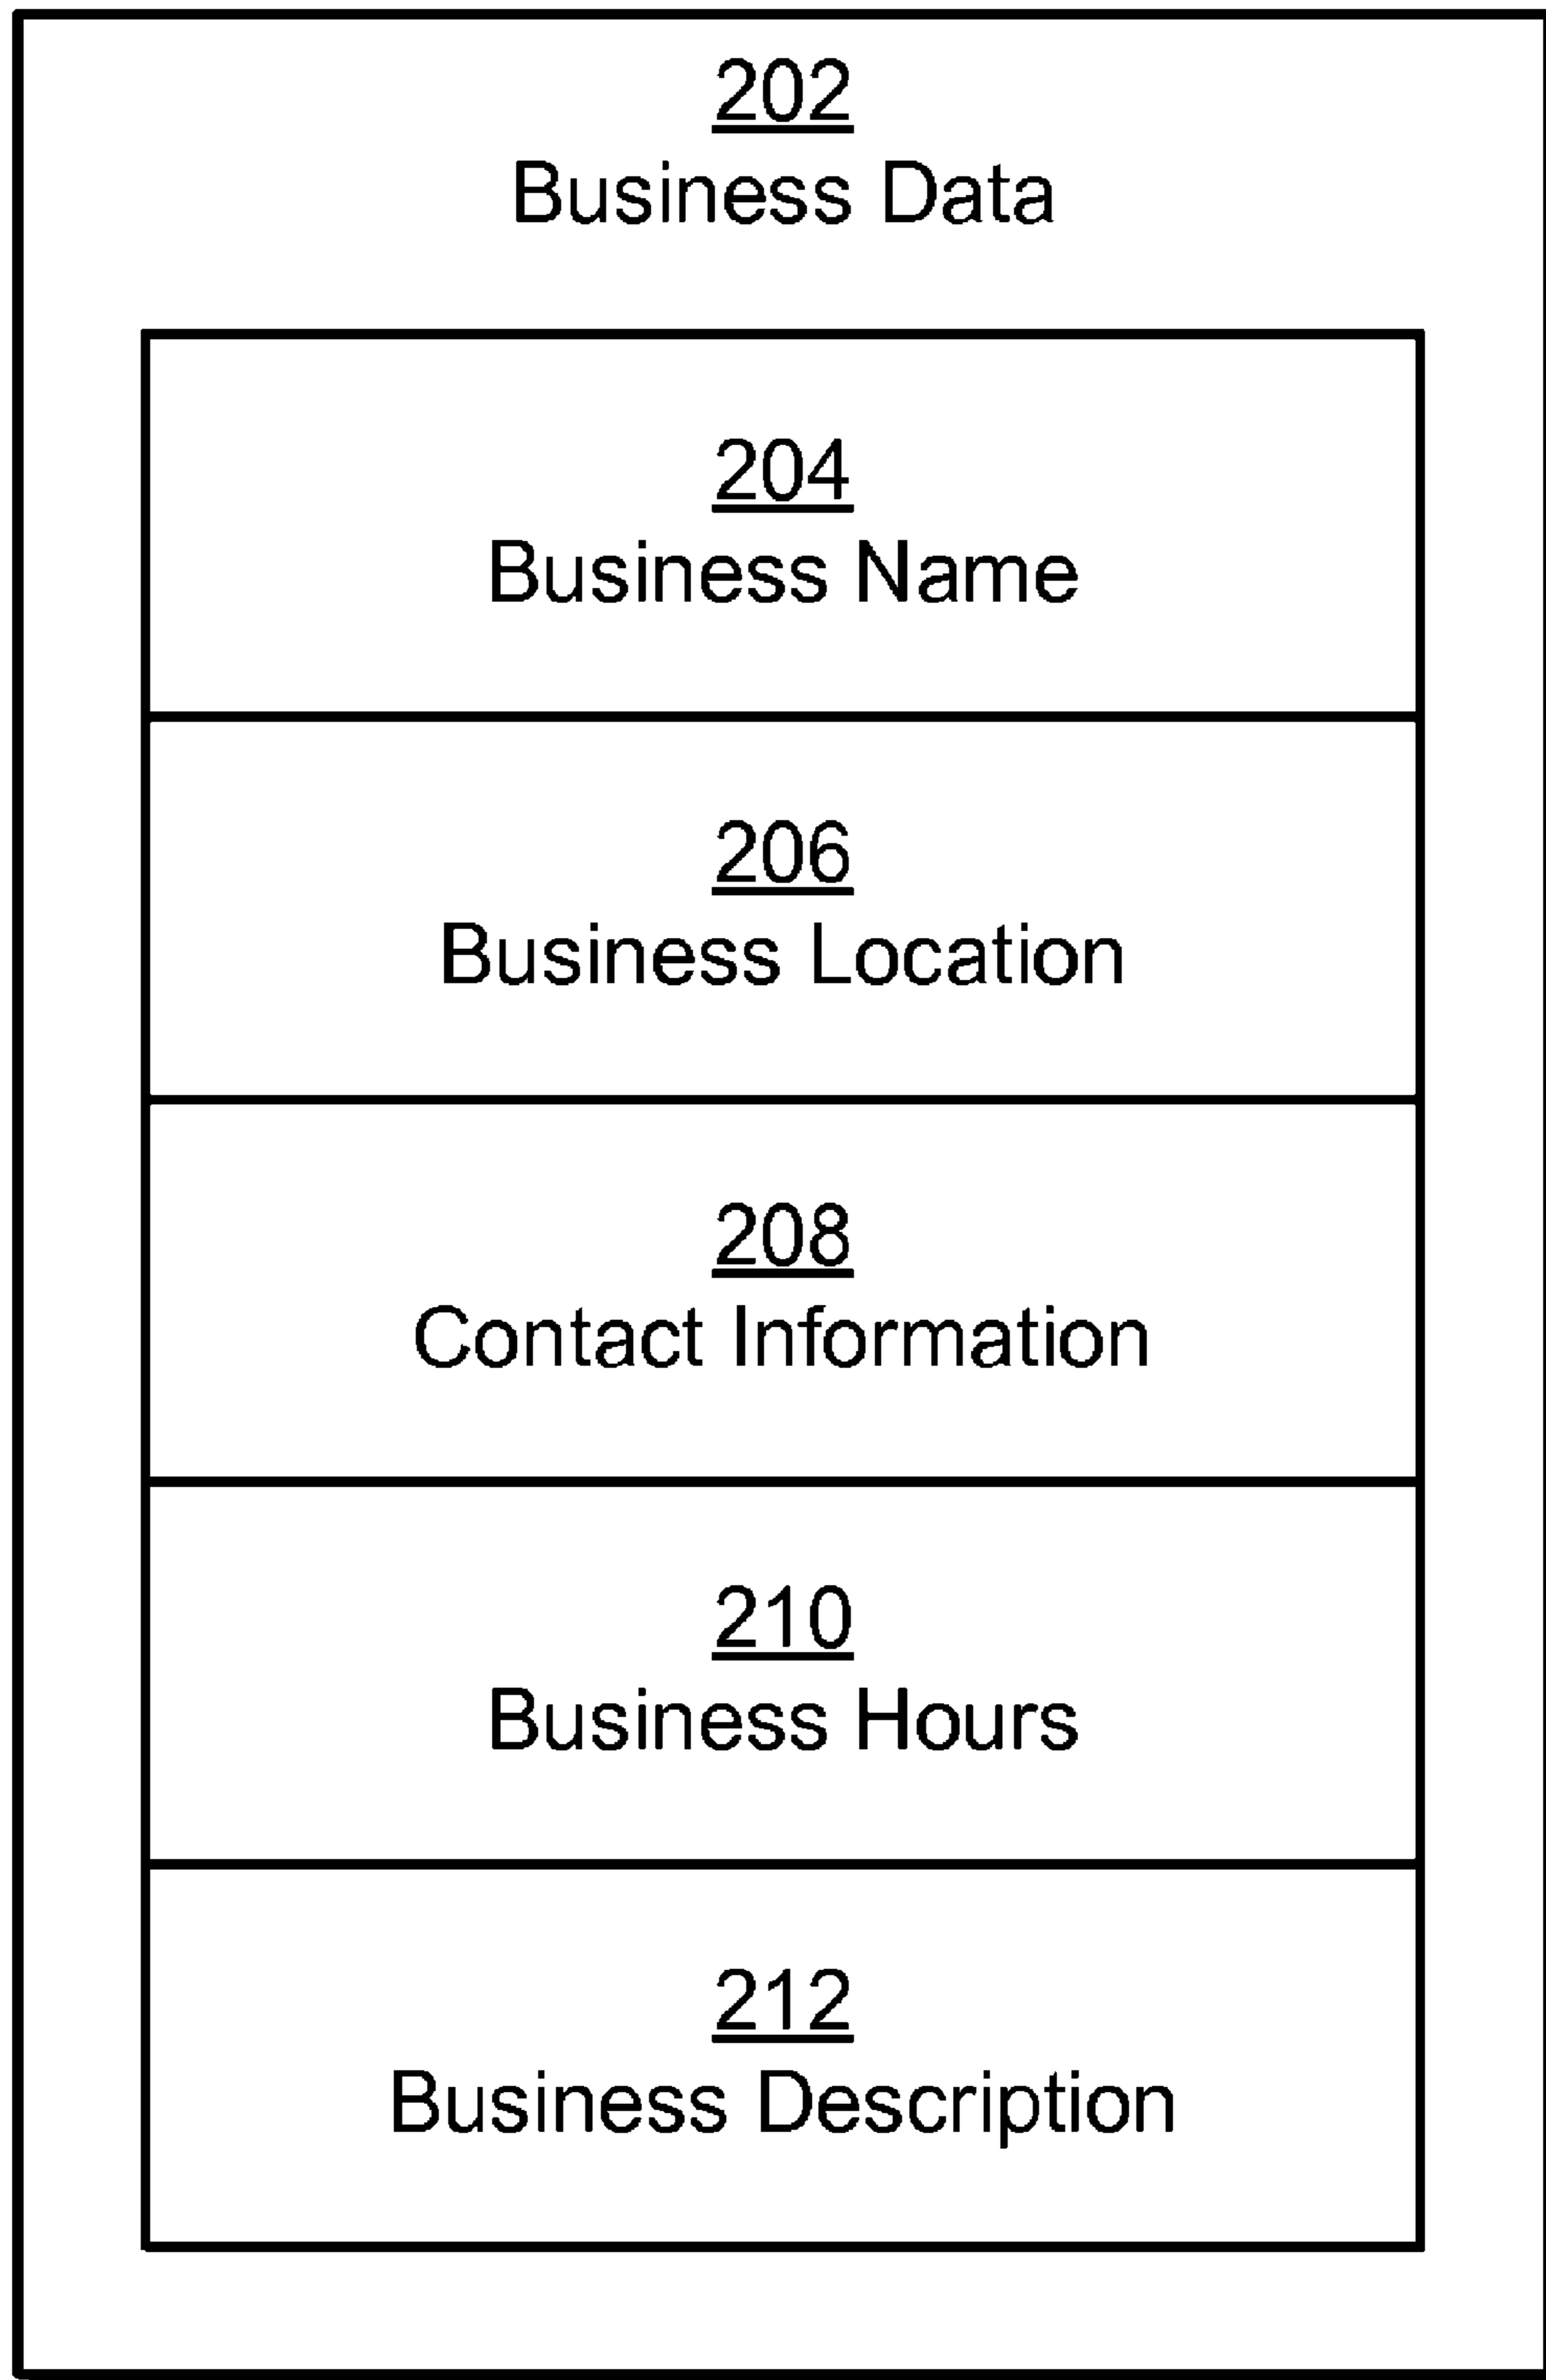 202
Business Data
204
Business Name
206
Business Location
208
Contact Information
210
Business Hours
212
Business Description